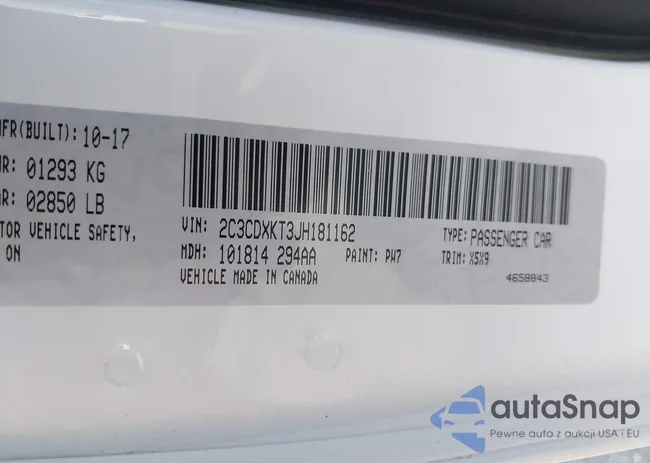 MFR(BUILT): 10-17
01293 KG
02850 LB
VEHICLE SAFETY,
ON
VIN: 2C3CDXKT3JH181162 TYPE: PASSENGER CAR
MDH: 101814 294AA PAINT: PW7 TRIM: X5X9
VEHICLE MADE IN CANADA 4658843
autaSnap
Pewne auta z aukcji USA i EU